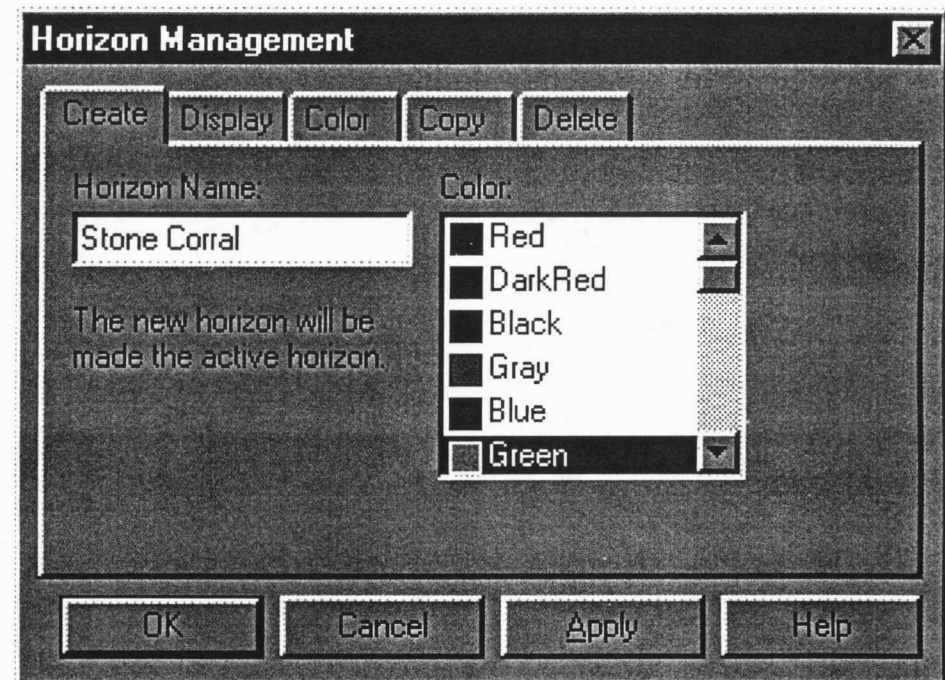 Horizon Management
Create Display Color Copy Delete
Horizon Name:
Stone Corral
The new horizon will be
made the active horizon.
Color:
Red
DarkRed
Black
Gray
Blue
Green
OK Cancel Apply Help